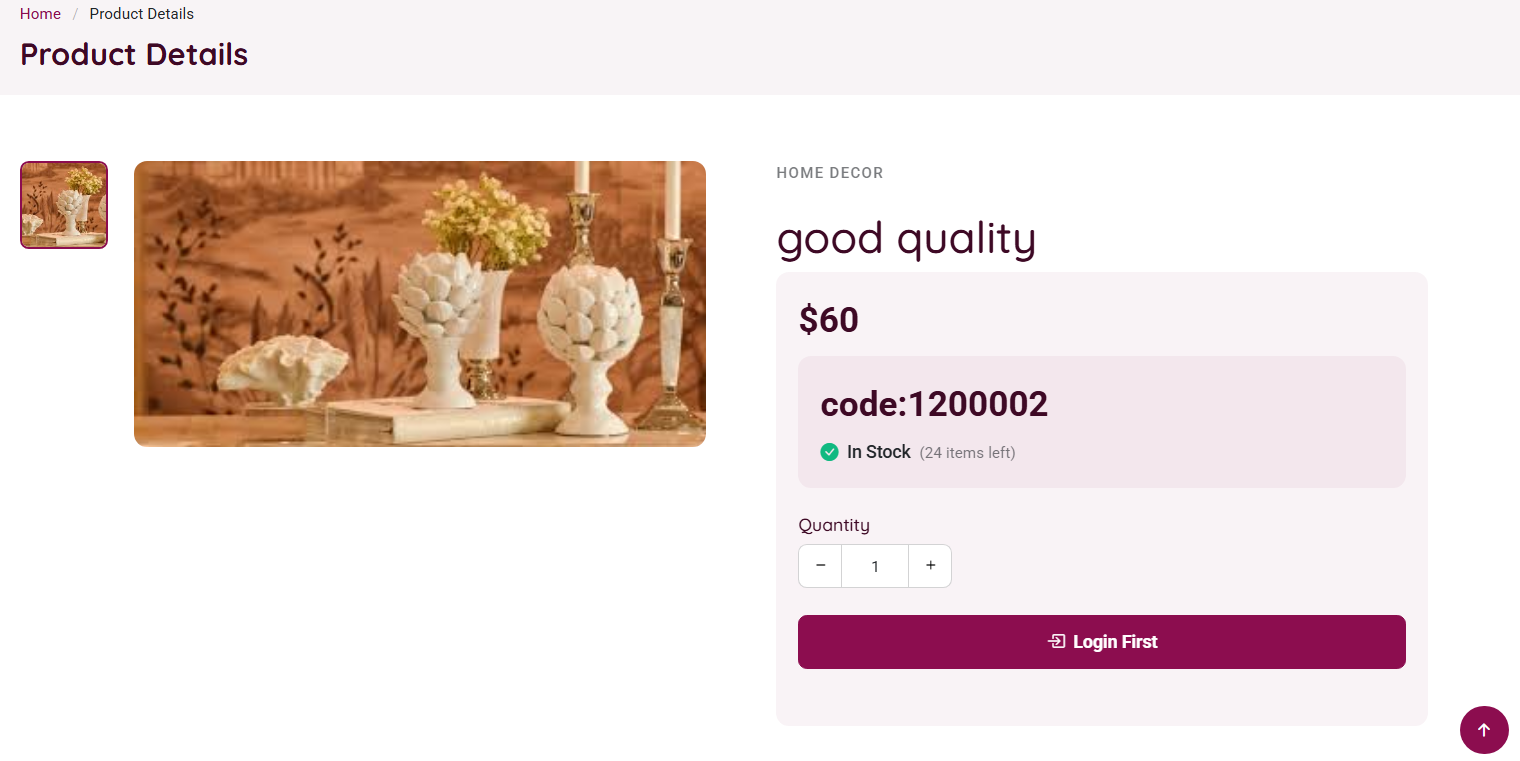 Home / Product Details
Product Details
HOME DECOR
good quality
$60
code:1200002
In Stock (24 items left)
Quantity
− 1 +
Login First